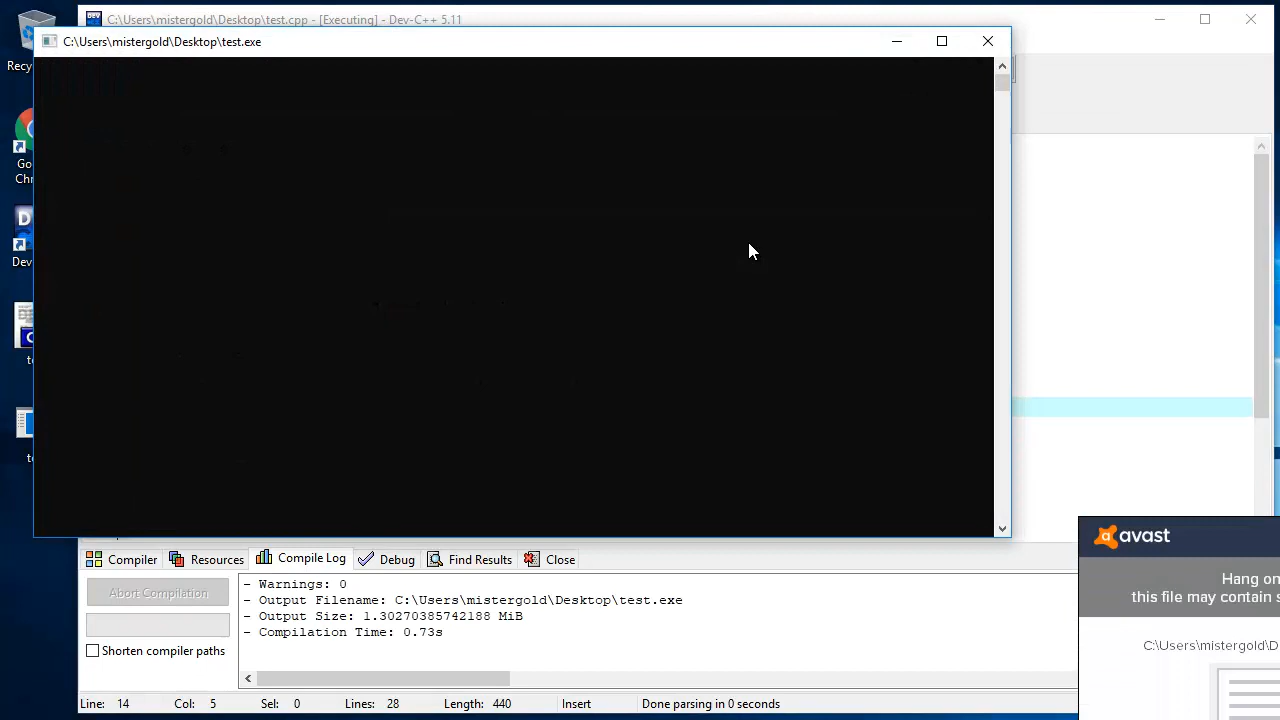 C:\Users\mistergold\Desktop\test.cpp - [Executing] - Dev-C++ 5.11
C:\Users\mistergold\Desktop\test.exe
Recy
Go
Chr
D
Dev
te
te
Compiler
Resources
Compile Log
Debug
Find Results
Close
Abort Compilation
Shorten compiler paths
- Warnings: 0
- Output Filename: C:\Users\mistergold\Desktop\test.exe
- Output Size: 1.30270385742188 MiB
- Compilation Time: 0.73s
Line: 14 Col: 5 Sel: 0 Lines: 28 Length: 440 Insert Done parsing in 0 seconds
avast
Hang on
this file may contain s
C:\Users\mistergold\D